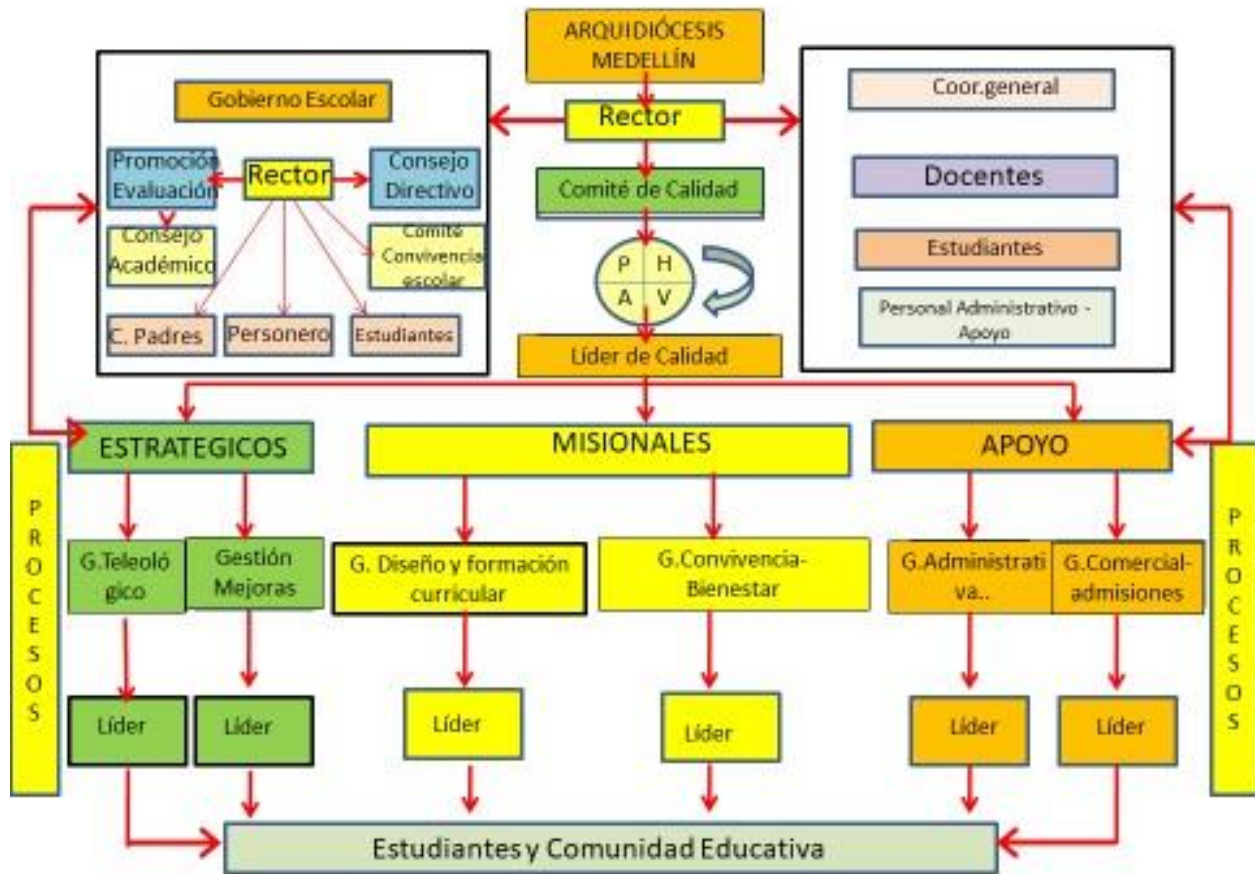 ARQUIDIÓCESIS
MEDELLÍN
Gobierno Escolar
Rector
Coor.general
Promoción
Evaluación
Rector
Consejo
Directivo
Comité de Calidad
Docentes
Consejo
Académico
Comité
Convivencia
escolar
P H
A V
Estudiantes
C. Padres
Personero
Estudiantes
Personal Administrativo -
Apoyo
Líder de Calidad
ESTRATEGICOS
MISIONALES
APOYO
PROCESOS
G.Teleoló
gico
Gestión
Mejoras
G. Diseño y formación
curricular
G.Convivencia-
Bienestar
G.Administrati
va..
G.Comercial-
admisiones
PROCESOS
Líder
Líder
Líder
Líder
Líder
Líder
Estudiantes y Comunidad Educativa